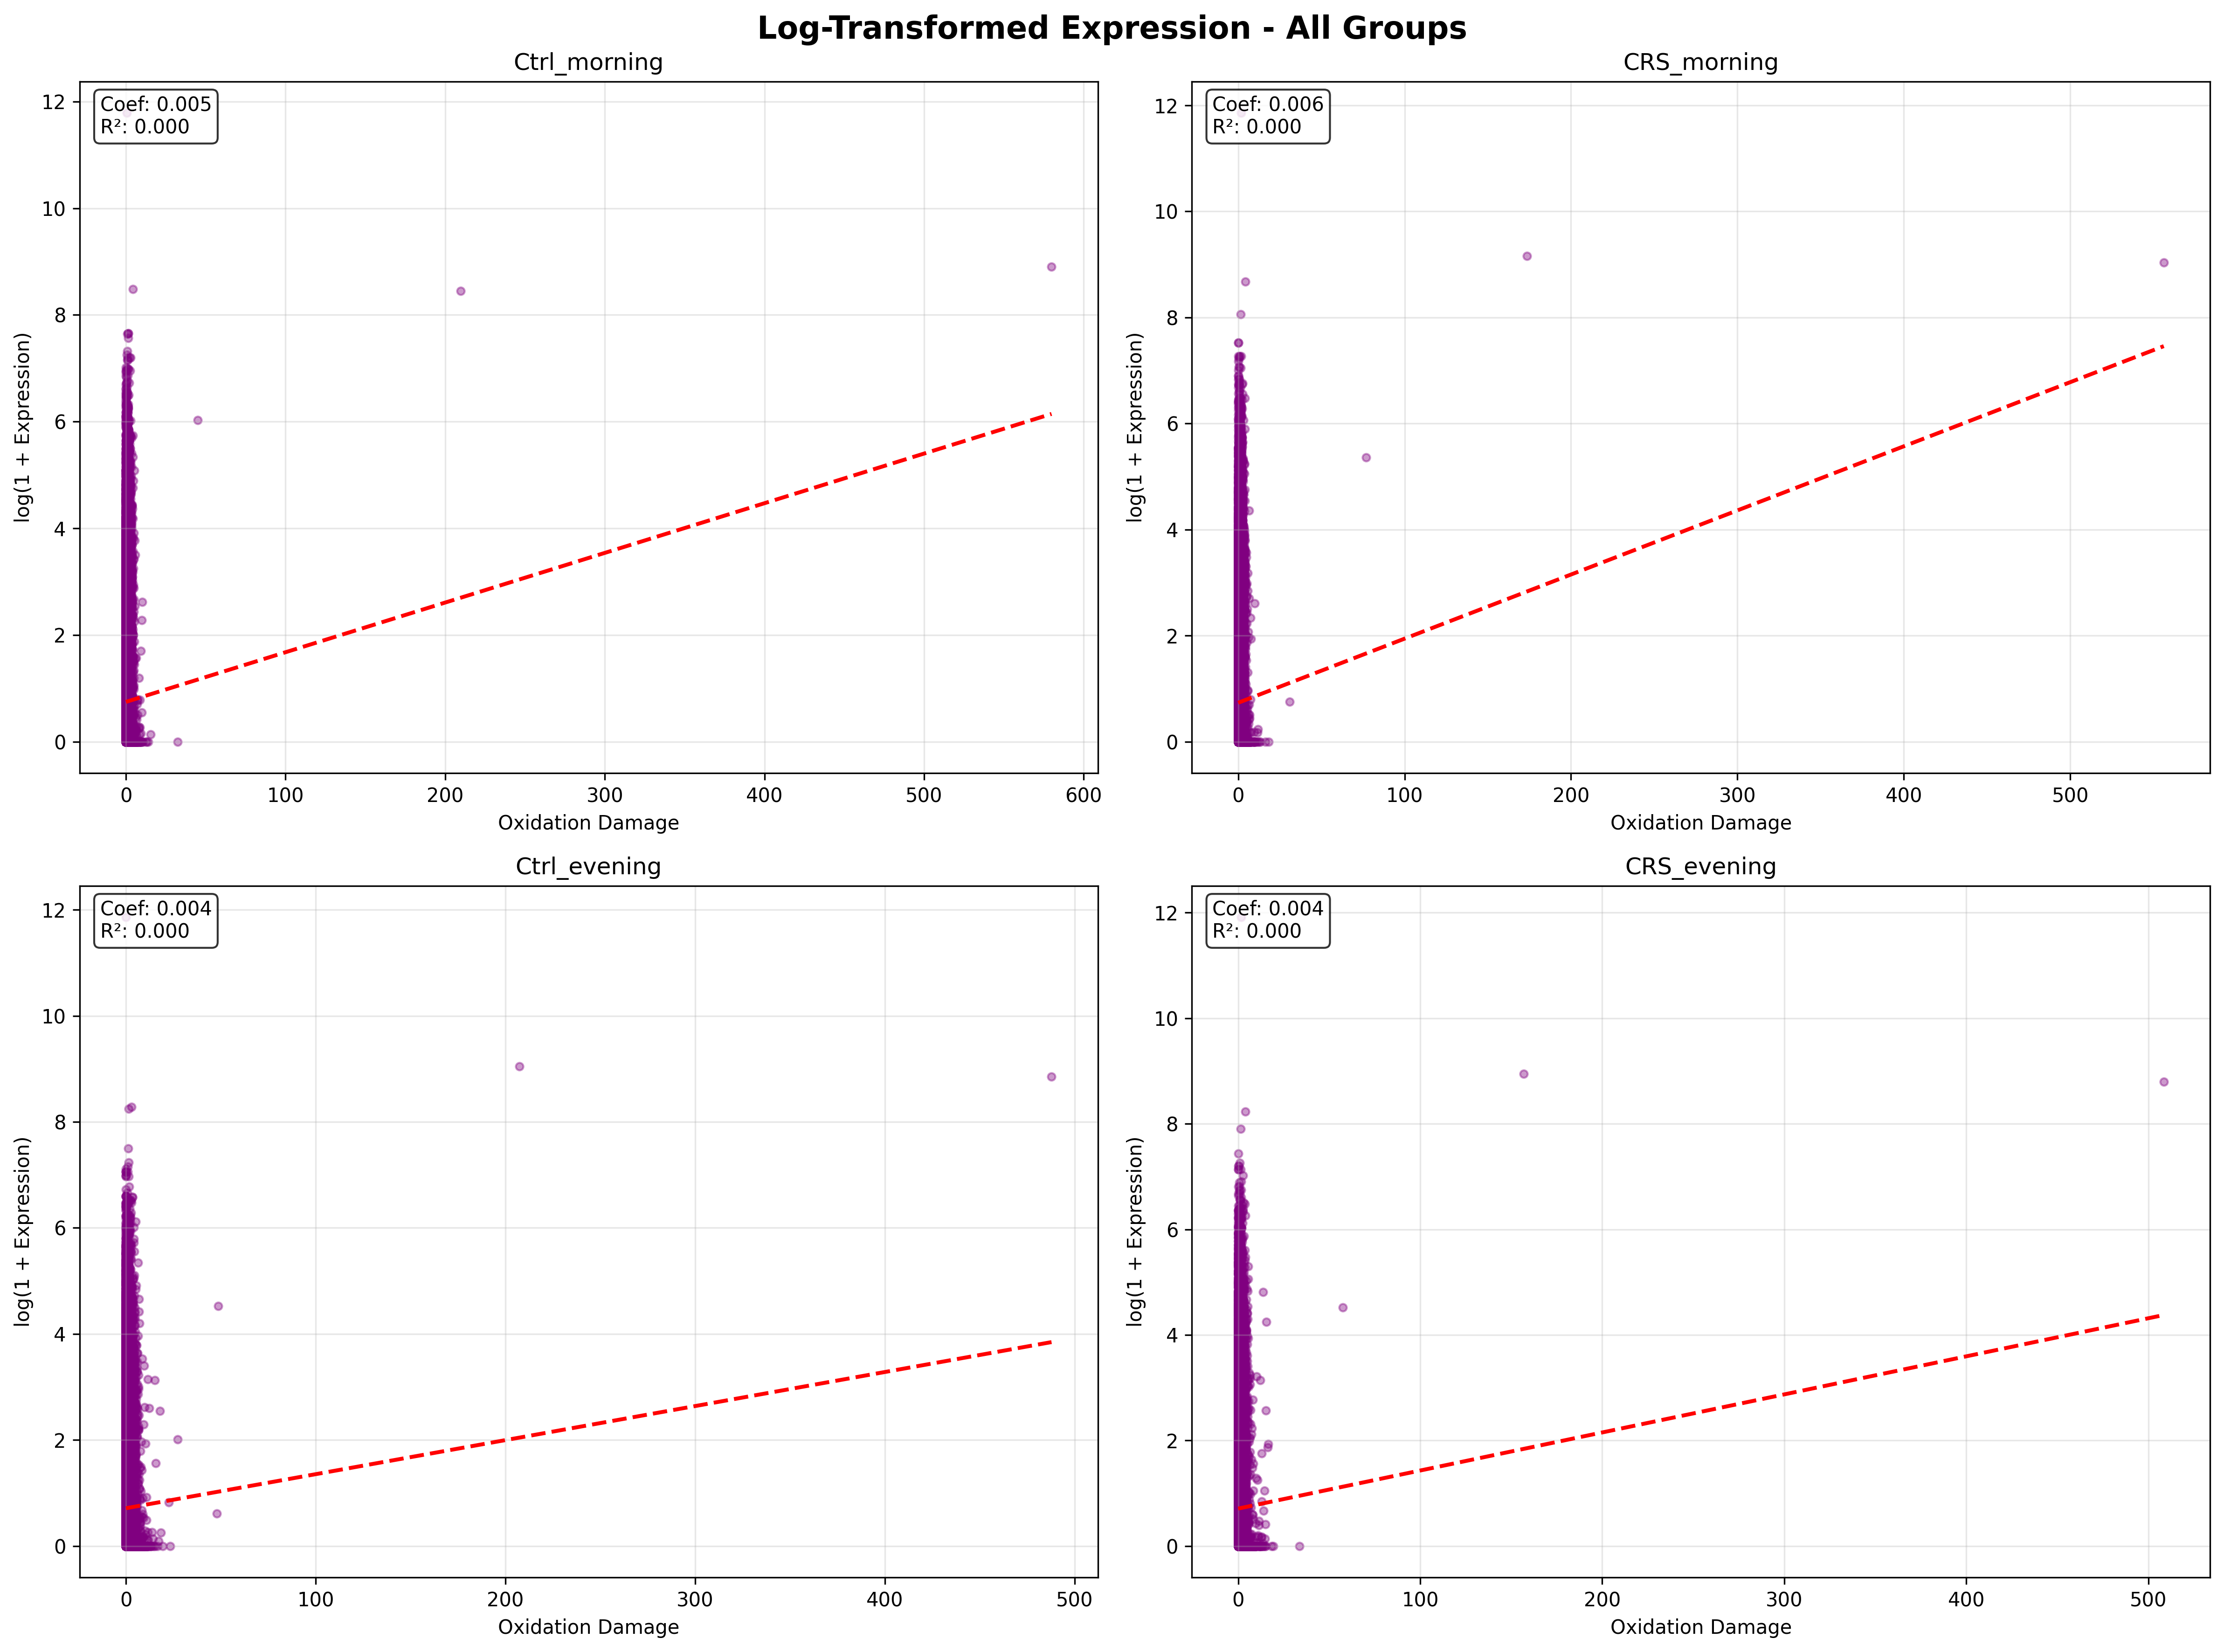 Log-Transformed Expression - All Groups
Ctrl_morning
Coef: 0.005
R²: 0.000
12
10
8
6
4
2
0
log(1 + Expression)
0 100 200 300 400 500 600
Oxidation Damage
CRS_morning
Coef: 0.006
R²: 0.000
12
10
8
6
4
2
0
log(1 + Expression)
0 100 200 300 400 500
Oxidation Damage
Ctrl_evening
Coef: 0.004
R²: 0.000
12
10
8
6
4
2
0
log(1 + Expression)
0 100 200 300 400 500
Oxidation Damage
CRS_evening
Coef: 0.004
R²: 0.000
12
10
8
6
4
2
0
log(1 + Expression)
0 100 200 300 400 500
Oxidation Damage